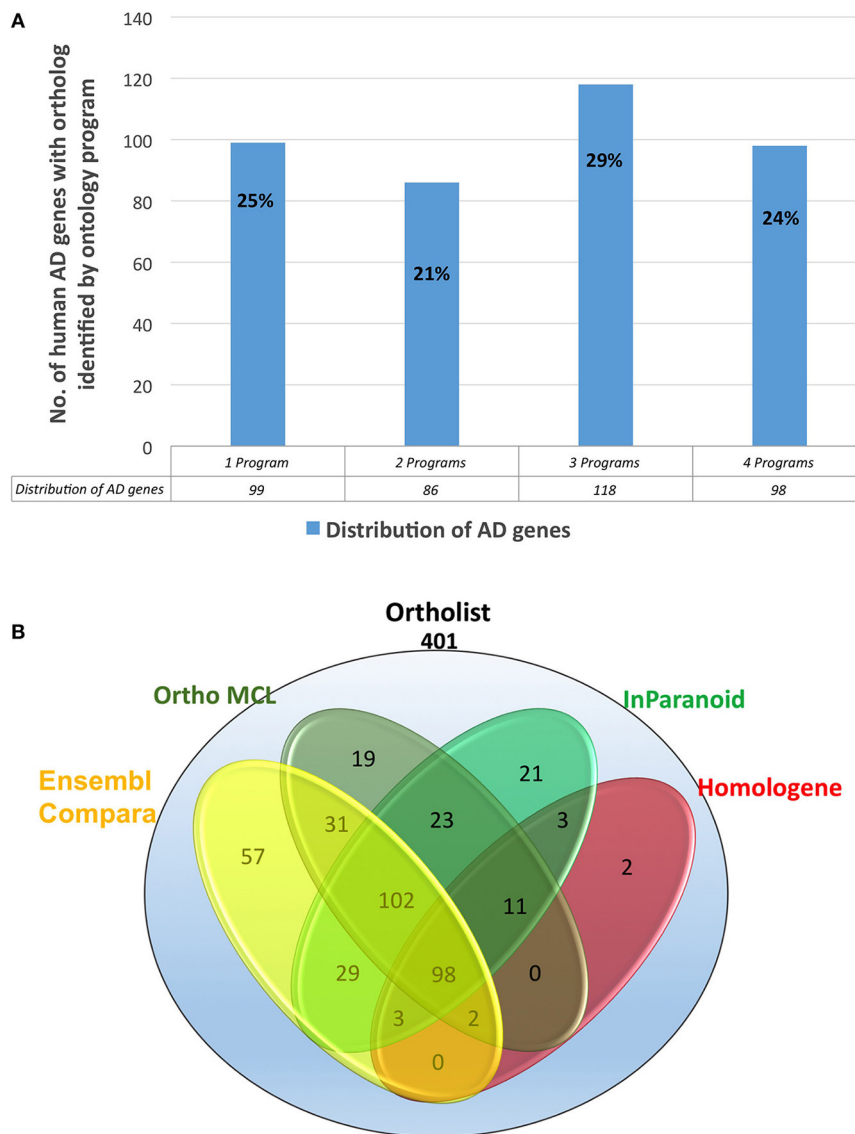 A
No. of human AD genes with ortholog
identified by ontology program
140
120
100
80
60
40
20
0
25%
21%
29%
24%
1 Program 2 Programs 3 Programs 4 Programs
Distribution of AD genes 99 86 118 98
Distribution of AD genes
B
Ortholist
401
Ortho MCL
InParanoid
Ensembl
Compara
Homologene
19
21
31
23
3
57
2
102
11
29
98
0
3
2
0